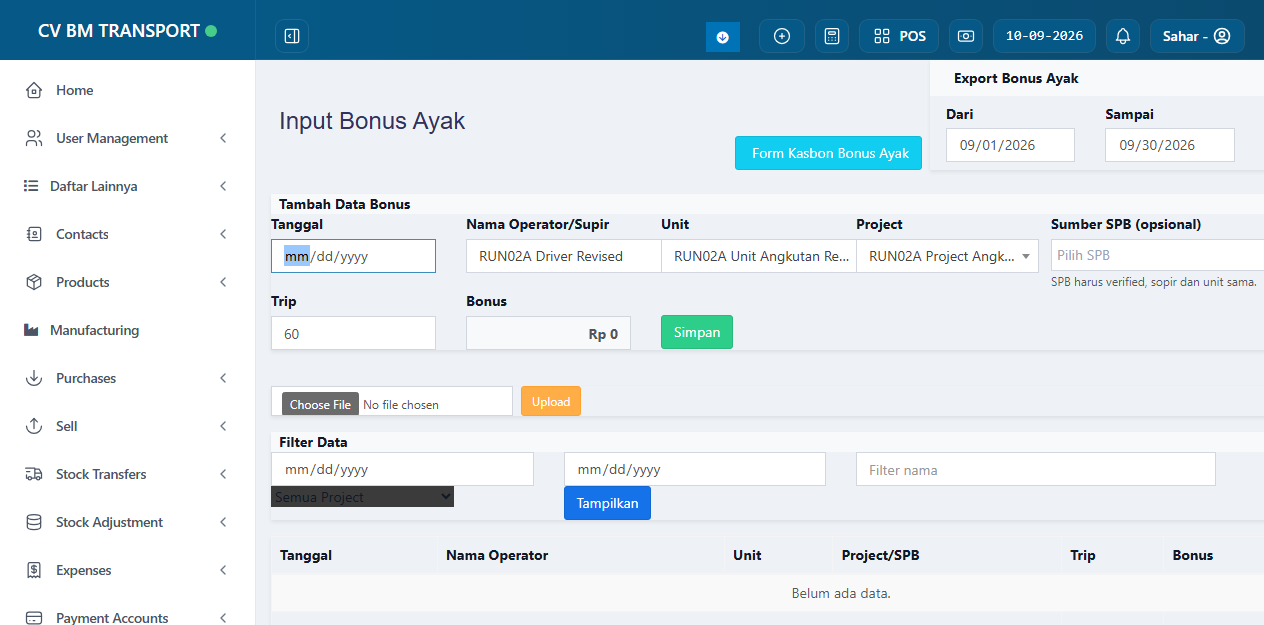 CV BM TRANSPORT
POS
10-09-2026
Sahar -
Home
User Management
Daftar Lainnya
Contacts
Products
Manufacturing
Purchases
Sell
Stock Transfers
Stock Adjustment
Expenses
Payment Accounts
Input Bonus Ayak
Form Kasbon Bonus Ayak
Export Bonus Ayak
Dari
Sampai
09/01/2026
09/30/2026
Tambah Data Bonus
Tanggal
Nama Operator/Supir
Unit
Project
Sumber SPB (opsional)
mm/dd/yyyy
RUN02A Driver Revised
RUN02A Unit Angkutan Re...
RUN02A Project Angk...
Pilih SPB
SPB harus verified, sopir dan unit sama.
Trip
Bonus
60
Rp 0
Simpan
Choose File
No file chosen
Upload
Filter Data
mm/dd/yyyy
mm/dd/yyyy
Filter nama
Semua Project
Tampilkan
Tanggal
Nama Operator
Unit
Project/SPB
Trip
Bonus
Belum ada data.